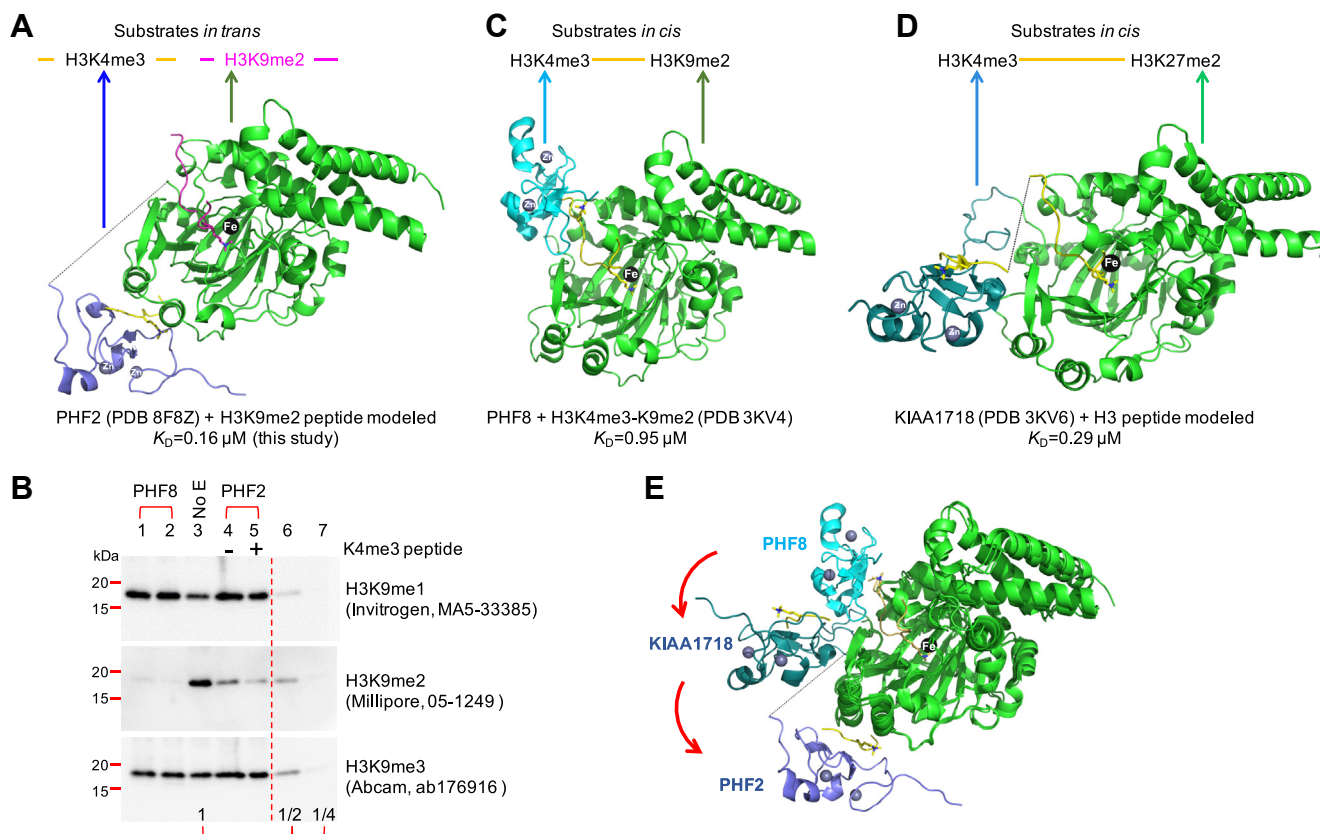 A
Substrates in trans
H3K4me3 H3K9me2
Fe
Zn
Zn
PHF2 (PDB 8F8Z) + H3K9me2 peptide modeled
KD=0.16 µM (this study)
C
Substrates in cis
H3K4me3 H3K9me2
Zn
Zn
Fe
PHF8 + H3K4me3-K9me2 (PDB 3KV4)
KD=0.95 µM
D
Substrates in cis
H3K4me3 H3K27me2
Fe
Zn
Zn
KIAA1718 (PDB 3KV6) + H3 peptide modeled
KD=0.29 µM
B
PHF8 No E PHF2
1 2 3 4 5 6 7
- + K4me3 peptide
kDa
20
15
H3K9me1
(Invitrogen, MA5-33385)
20
15
H3K9me2
(Millipore, 05-1249 )
20
15
H3K9me3
(Abcam, ab176916)
1 1/2 1/4
E
PHF8
KIAA1718
Fe
PHF2